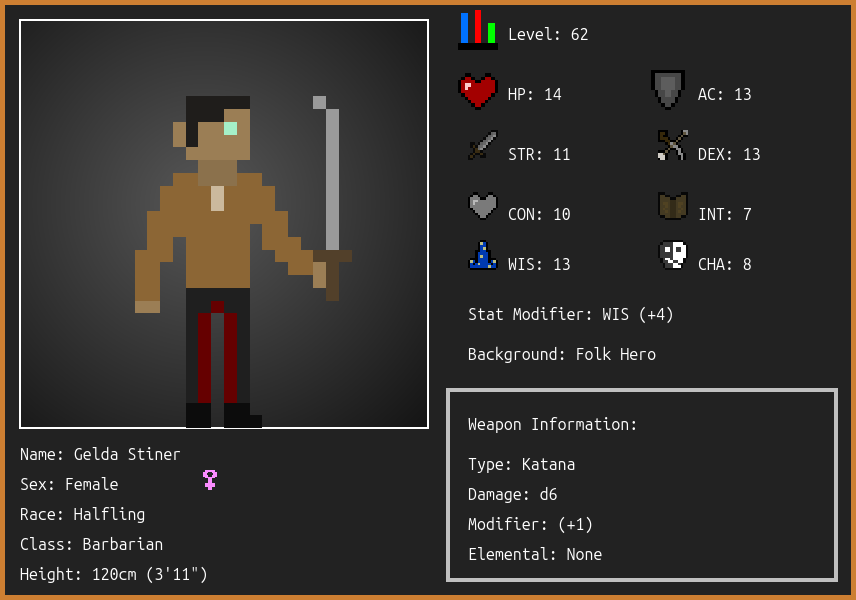 Level: 62
HP: 14
AC: 13
STR: 11
DEX: 13
CON: 10
INT: 7
WIS: 13
CHA: 8
Stat Modifier: WIS (+4)
Background: Folk Hero
Weapon Information:
Type: Katana
Damage: d6
Modifier: (+1)
Elemental: None
Name: Gelda Stiner
Sex: Female
Race: Halfling
Class: Barbarian
Height: 120cm (3'11")